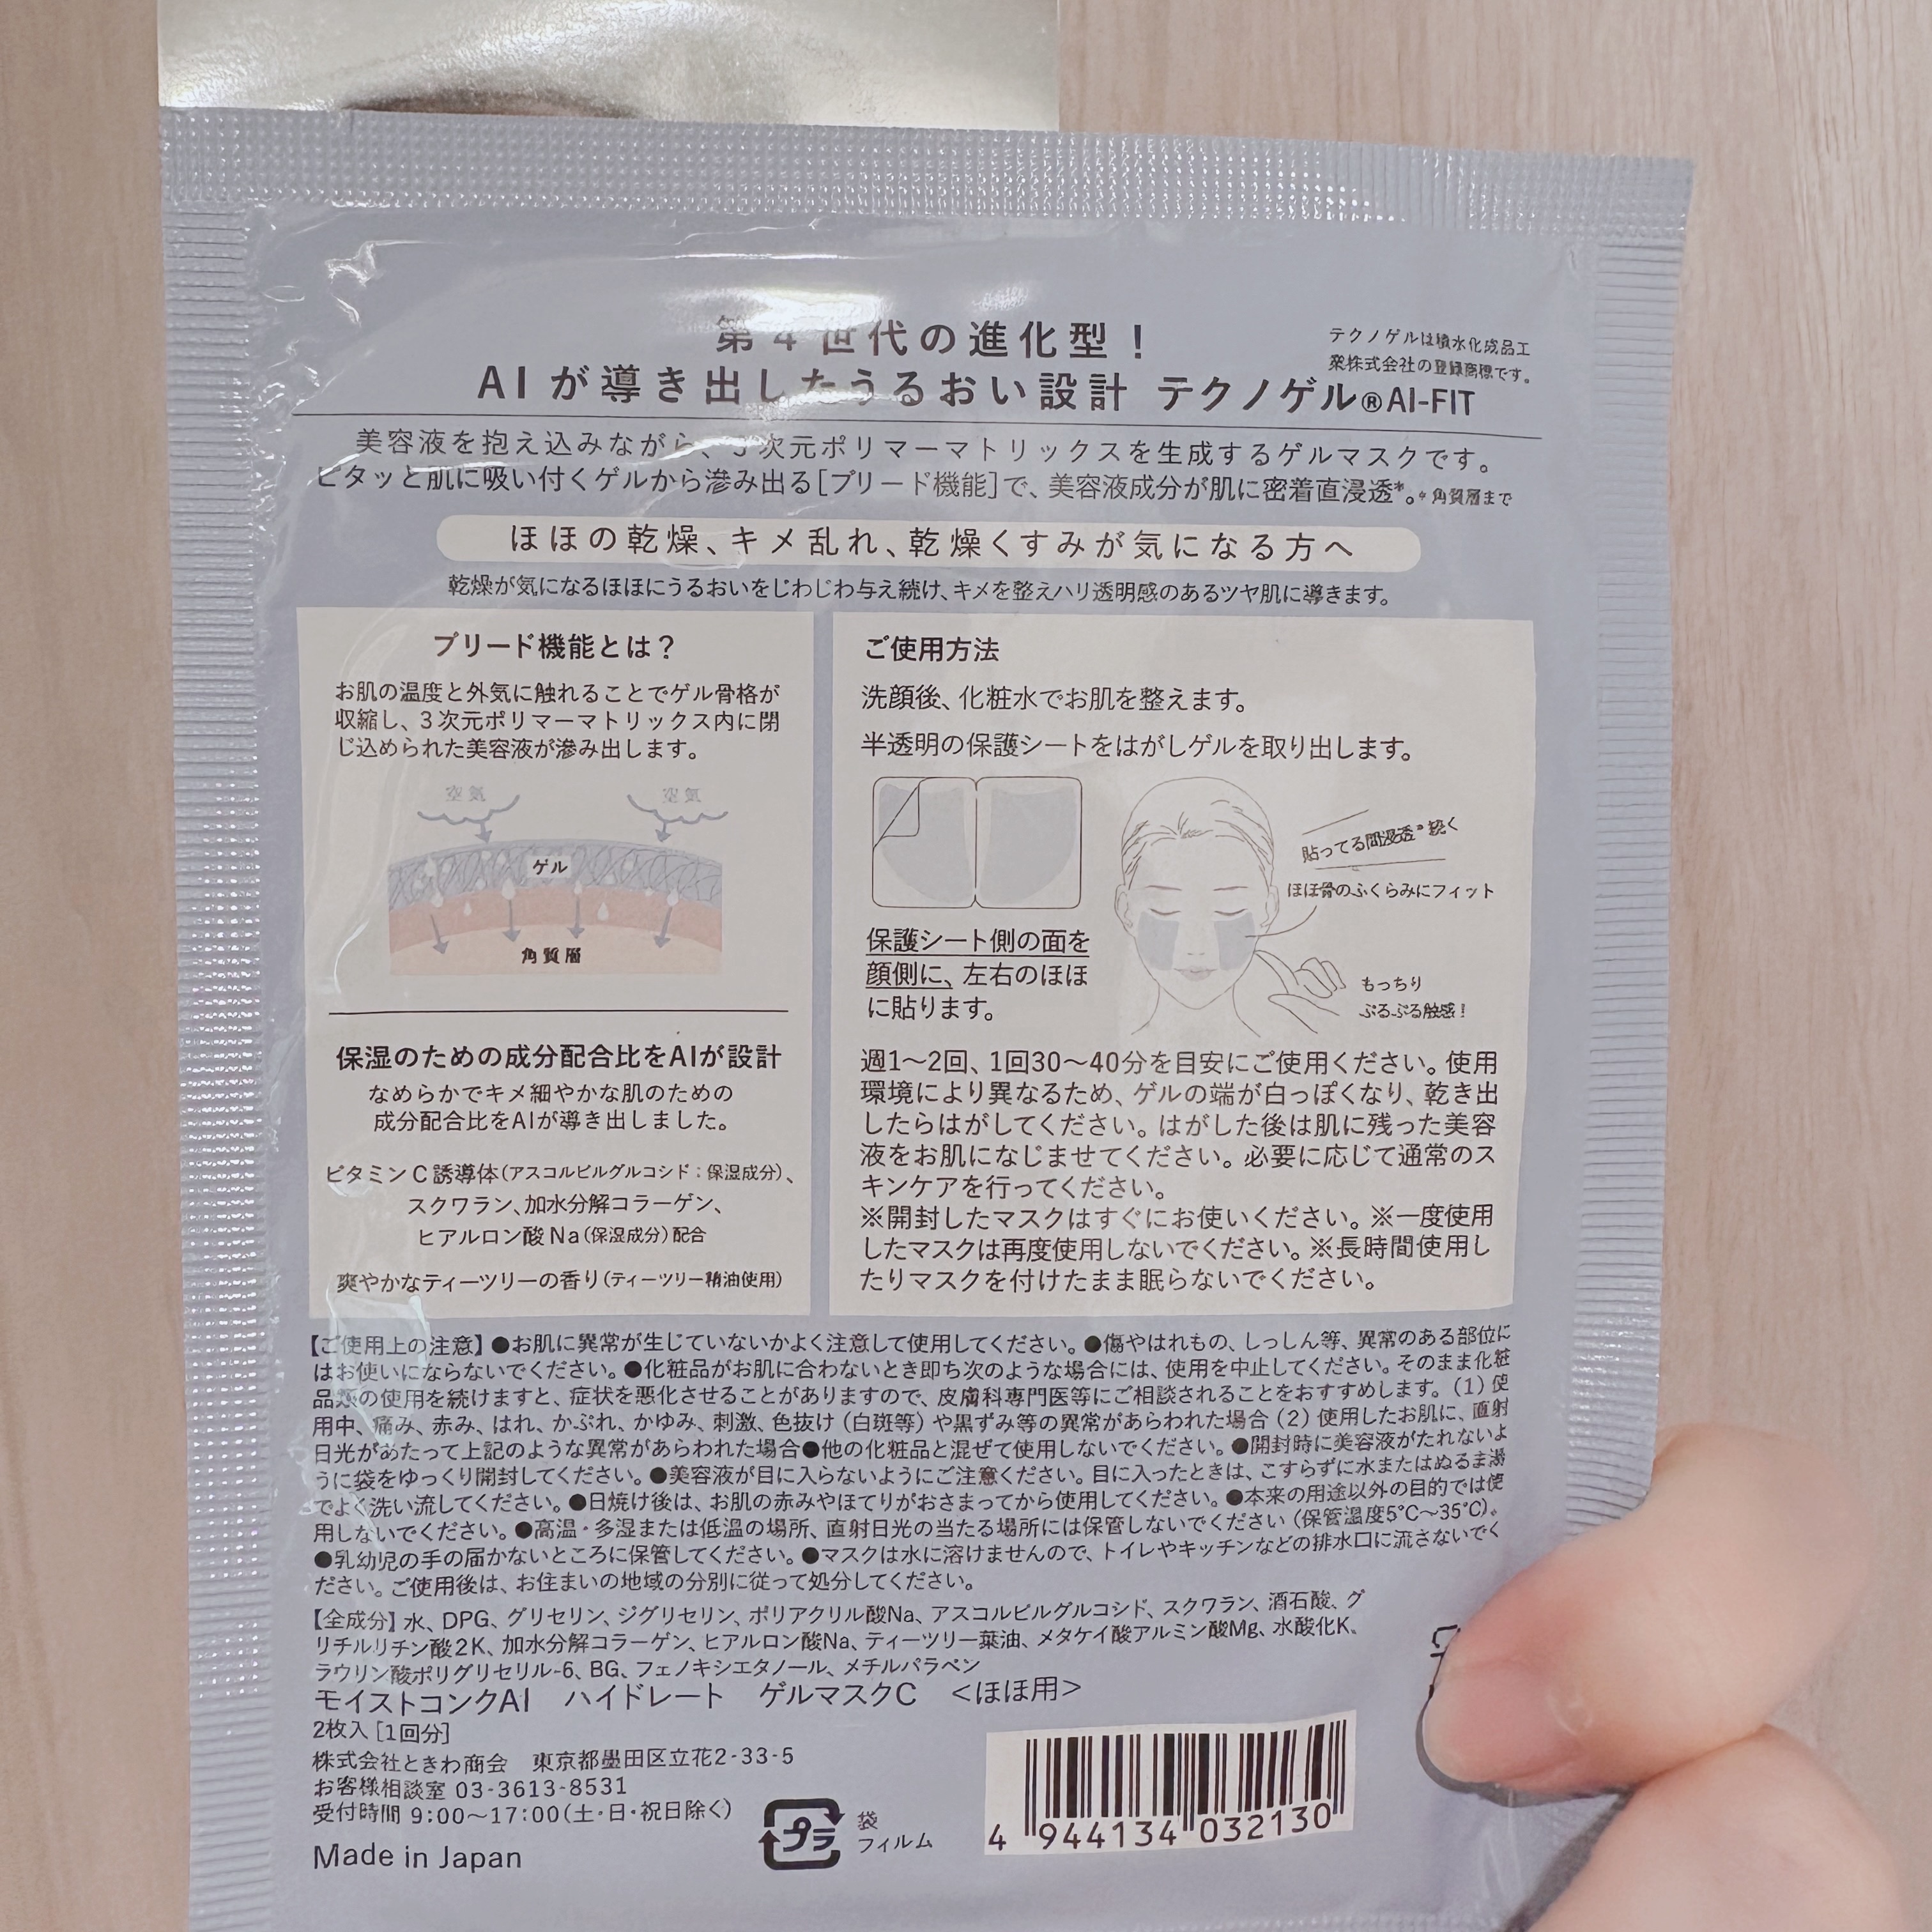 第4世代の進化型！
AIが導き出したうるおい設計 テクノゲル®AI-FIT
テクノゲルは積水化成品工
業株式会社の登録商標です。
美容液を抱え込みながら、3次元ポリマーマトリックスを生成するゲルマスクです。
ピタッと肌に吸い付くゲルから滲み出る［ブリード機能］で、美容液成分が肌に密着直浸透*。*角質層まで
ほほの乾燥、キメ乱れ、乾燥くすみが気になる方へ
乾燥が気になるほほにうるおいをじわじわ与え続け、キメを整えハリ透明感のあるツヤ肌に導きます。
ブリード機能とは？
お肌の温度と外気に触れることでゲル骨格が
収縮し、3次元ポリマーマトリックス内に閉
じ込められた美容液が滲み出します。
空気 空気
ゲル
角質層
保湿のための成分配合比をAIが設計
なめらかでキメ細やかな肌のための
成分配合比をAIが導き出しました。
ビタミンC誘導体（アスコルビルグルコシド：保湿成分）、
スクワラン、加水分解コラーゲン、
ヒアルロン酸Na（保湿成分）配合
爽やかなティーツリーの香り（ティーツリー精油使用）
ご使用方法
洗顔後、化粧水でお肌を整えます。
半透明の保護シートをはがしゲルを取り出します。
貼ってる間浸透*続く
ほほ骨のふくらみにフィット
保護シート側の面を
顔側に、左右のほほ
に貼ります。
もっちり
ぷるぷる触感！
週1～2回、1回30～40分を目安にご使用ください。使用
環境により異なるため、ゲルの端が白っぽくなり、乾き出
したらはがしてください。はがした後は肌に残った美容
液をお肌になじませてください。必要に応じて通常のス
キンケアを行ってください。
※開封したマスクはすぐにお使いください。※一度使用
したマスクは再度使用しないでください。※長時間使用し
たりマスクを付けたまま眠らないでください。
【ご使用上の注意】●お肌に異常が生じていないかよく注意して使用してください。●傷やはれもの、しっしん等、異常のある部位に
はお使いにならないでください。●化粧品がお肌に合わないとき即ち次のような場合には、使用を中止してください。そのまま化粧
品類の使用を続けますと、症状を悪化させることがありますので、皮膚科専門医等にご相談されることをおすすめします。（1）使
用中、痛み、赤み、はれ、かぶれ、かゆみ、刺激、色抜け（白斑等）や黒ずみ等の異常があらわれた場合（2）使用したお肌に、直射
日光があたって上記のような異常があらわれた場合●他の化粧品と混ぜて使用しないでください。●開封時に美容液がたれないよ
うに袋をゆっくり開封してください。●美容液が目に入らないようにご注意ください。目に入ったときは、こすらずに水またはぬるま湯
でよく洗い流してください。●日焼け後は、お肌の赤みやほてりがおさまってから使用してください。●本来の用途以外の目的では使
用しないでください。●高温・多湿または低温の場所、直射日光の当たる場所には保管しないでください（保管温度5℃～35℃）。
●乳幼児の手の届かないところに保管してください。●マスクは水に溶けませんので、トイレやキッチンなどの排水口に流さないでく
ださい。ご使用後は、お住まいの地域の分別に従って処分してください。
【全成分】水、DPG、グリセリン、ジグリセリン、ポリアクリル酸Na、アスコルビルグルコシド、スクワラン、酒石酸、グ
リチルリチン酸2K、加水分解コラーゲン、ヒアルロン酸Na、ティーツリー葉油、メタケイ酸アルミン酸Mg、水酸化K、
ラウリン酸ポリグリセリル-6、BG、フェノキシエタノール、メチルパラベン
モイストコンクAI ハイドレート ゲルマスクC ＜ほほ用＞
2枚入［1回分］
株式会社ときわ商会 東京都墨田区立花2-33-5
お客様相談室 03-3613-8531
受付時間 9:00～17:00（土・日・祝日除く）
Made in Japan
プラ
袋
フィルム
4 944134 032130